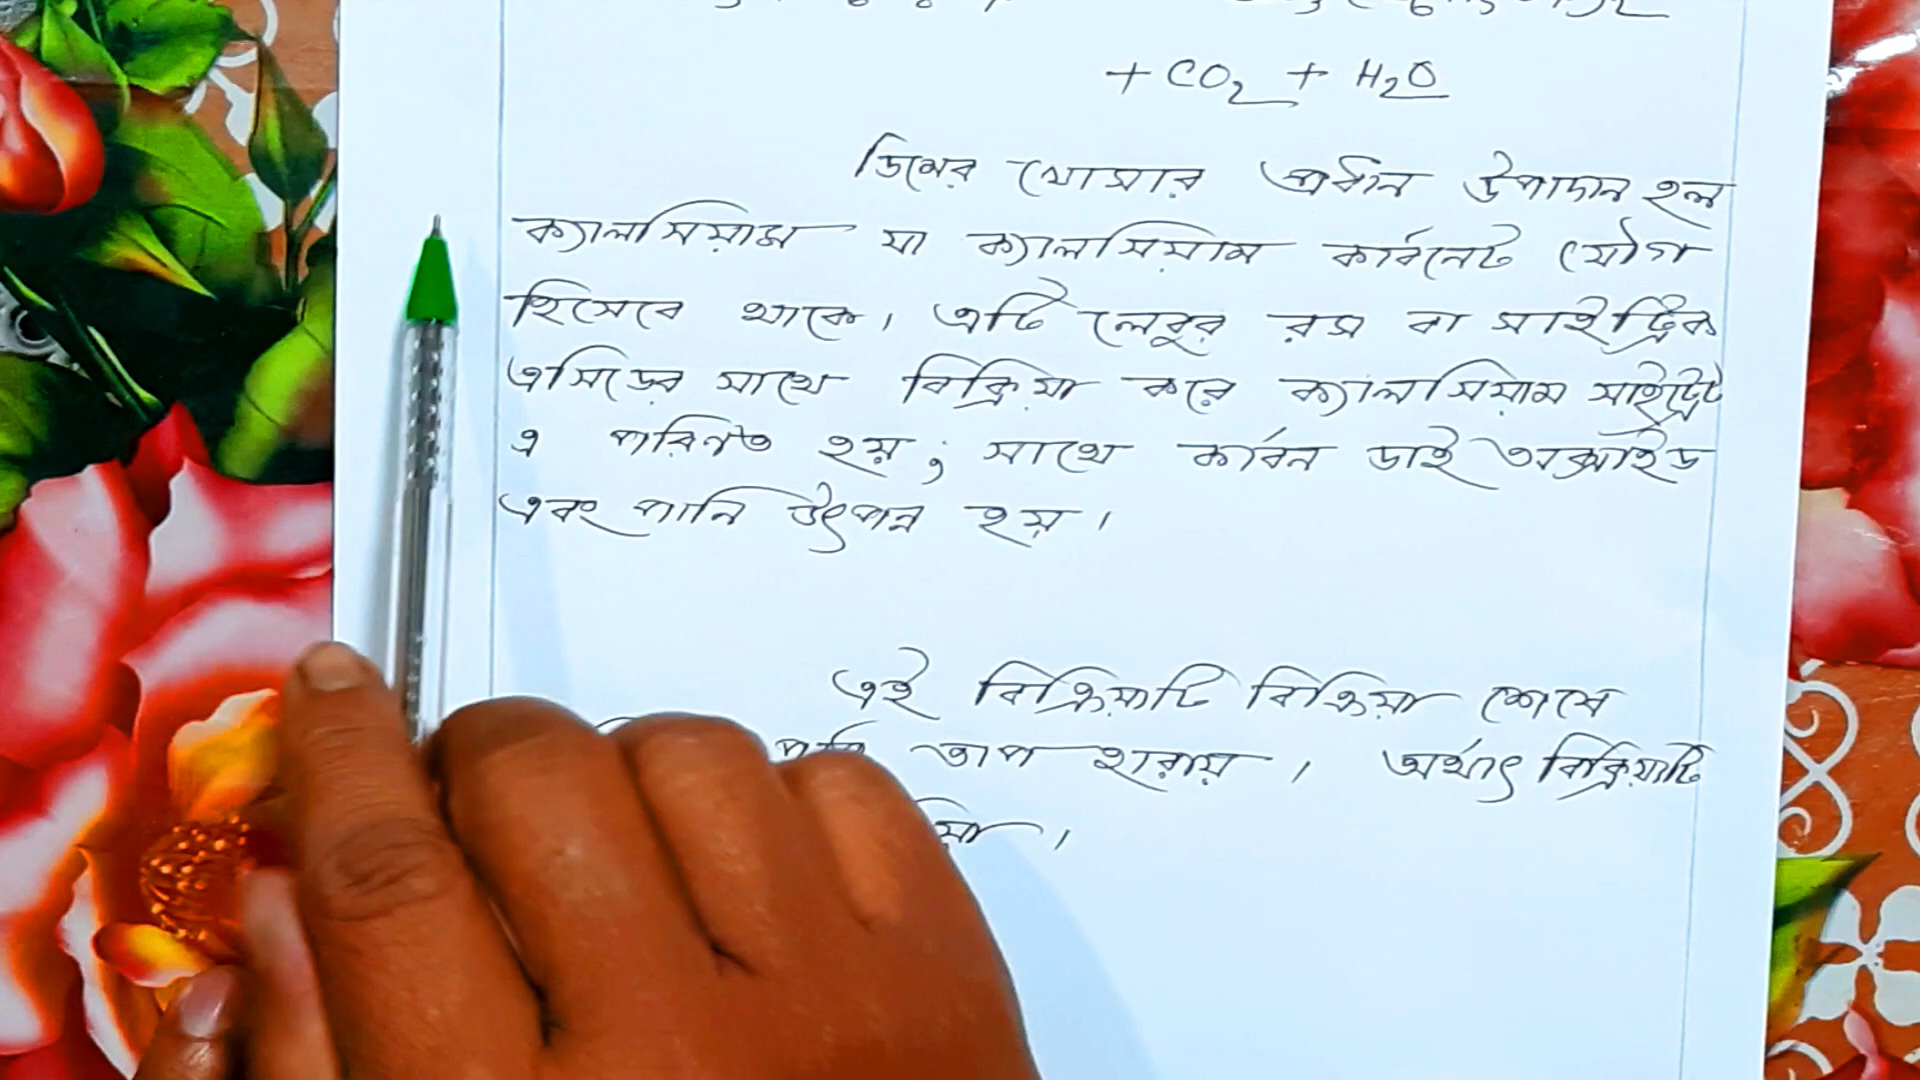 + CO2 + H2O
ডিমের খোসার প্রধান উপাদান হল
ক্যালসিয়াম যা ক্যালসিয়াম কার্বনেট যৌগ
হিসেবে থাকে। এটি লেবুর রস বা সাইট্রিক
এসিডের সাথে বিক্রিয়া করে ক্যালসিয়াম সাইট্রেট
এ পরিনত হয়; সাথে কার্বন ডাই অক্সাইড
এবং পানি উৎপন্ন হয়।
এই বিক্রিয়াটি বিক্রিয়া শেষে
তাপ হারায়। অর্থাৎ বিক্রিয়াটি